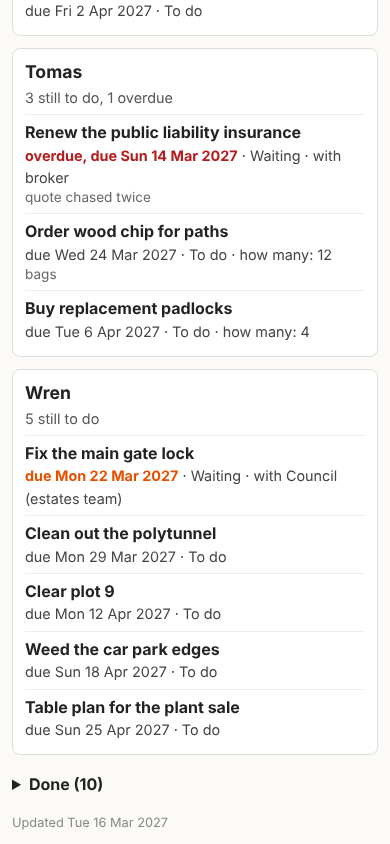 due Fri 2 Apr 2027 · To do
Tomas
3 still to do, 1 overdue
Renew the public liability insurance
overdue, due Sun 14 Mar 2027 · Waiting · with
broker
quote chased twice
Order wood chip for paths
due Wed 24 Mar 2027 · To do · how many: 12
bags
Buy replacement padlocks
due Tue 6 Apr 2027 · To do · how many: 4
Wren
5 still to do
Fix the main gate lock
due Mon 22 Mar 2027 · Waiting · with Council
(estates team)
Clean out the polytunnel
due Mon 29 Mar 2027 · To do
Clear plot 9
due Mon 12 Apr 2027 · To do
Weed the car park edges
due Sun 18 Apr 2027 · To do
Table plan for the plant sale
due Sun 25 Apr 2027 · To do
Done (10)
Updated Tue 16 Mar 2027